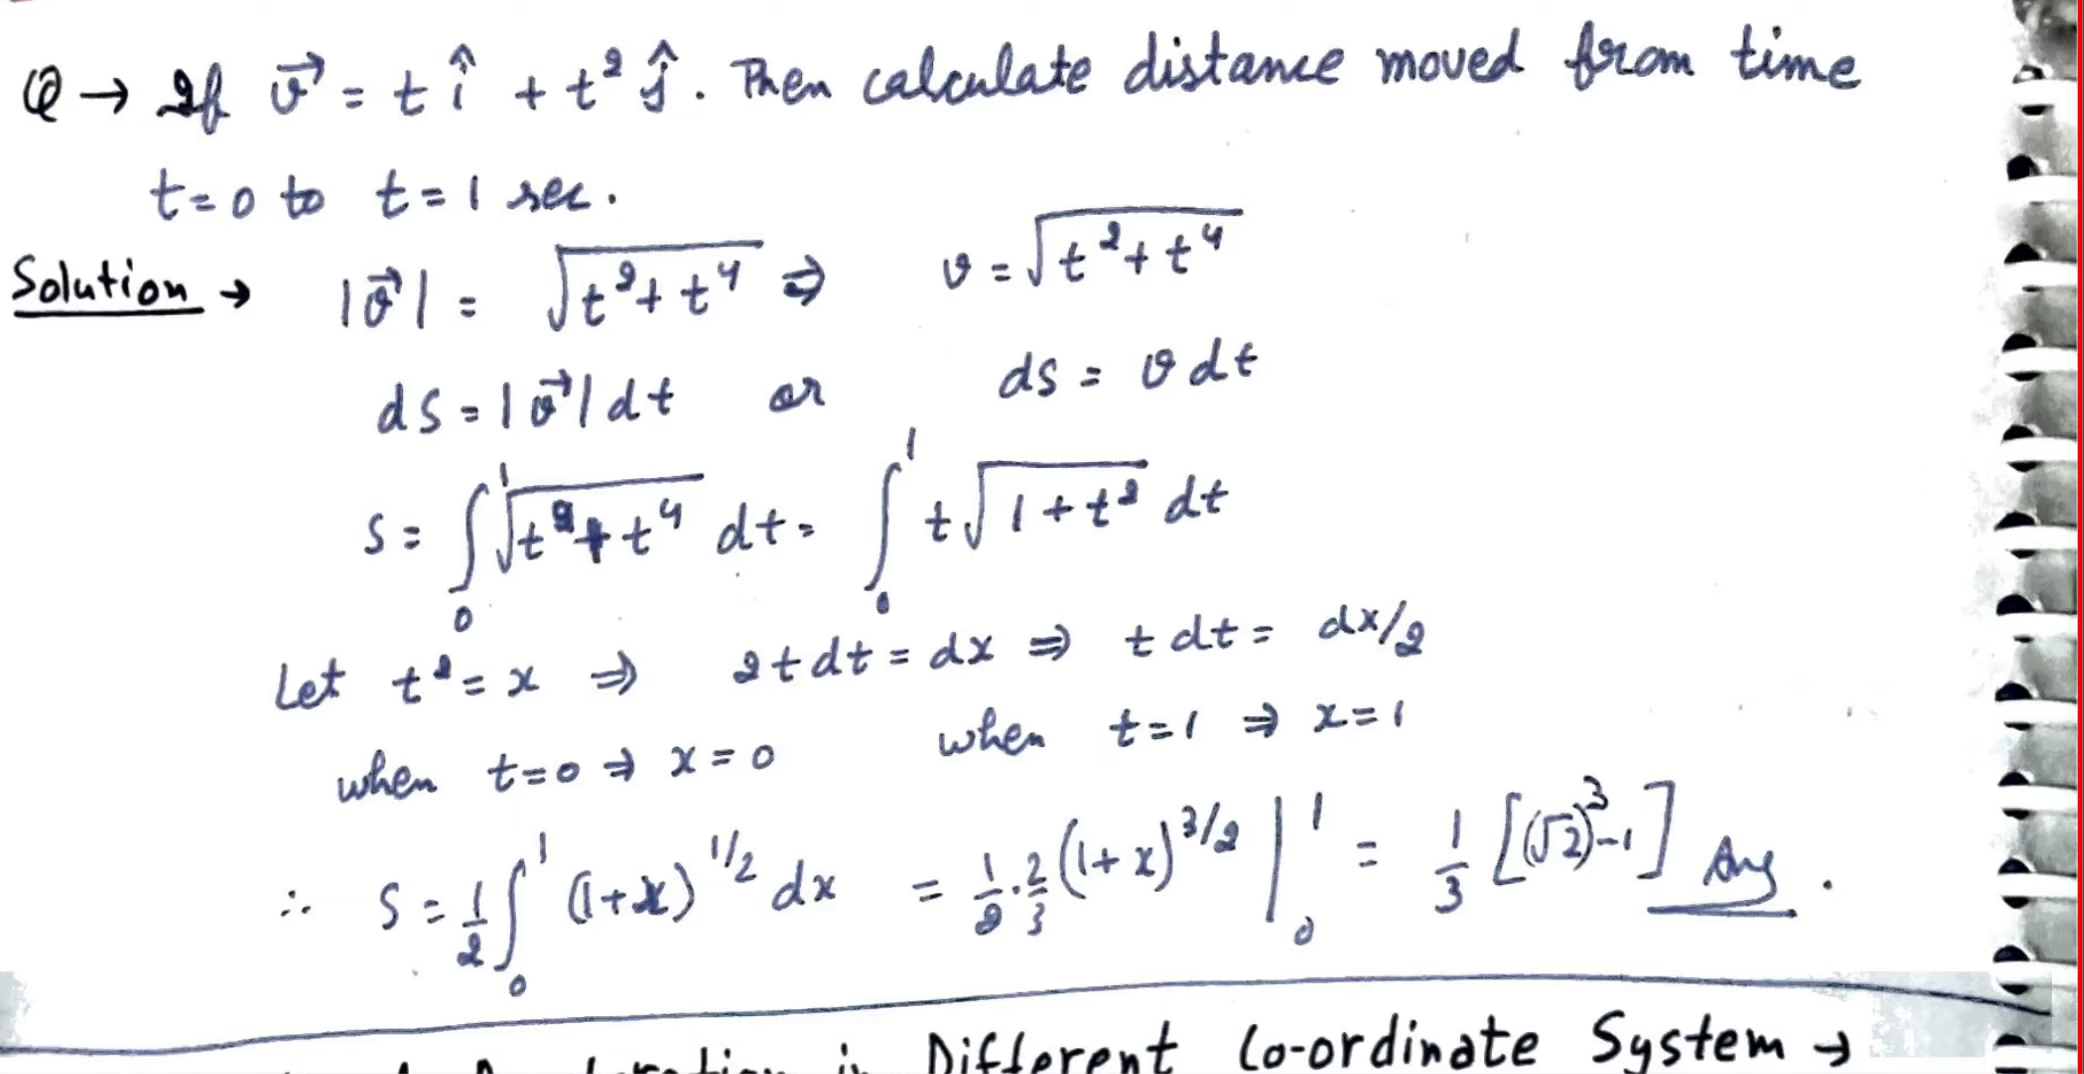 Q → If v⃗ = t î + t² ĵ. Then calculate distance moved from time
t=0 to t=1 sec.
Solution → |v⃗| = √(t²+t⁴) ⇒ v = √(t²+t⁴)
ds = |v⃗| dt or ds = v dt
s = ∫₀¹ √(t²+t⁴) dt = ∫₀¹ t√(1+t²) dt
Let t² = x ⇒ 2tdt = dx ⇒ t dt = dx/2
when t=0 ⇒ x=0 when t=1 ⇒ x=1
∴ S = 1/2 ∫₀¹ (1+x)^1/2 dx = 1/2 · 2/3 (1+x)^3/2 |₀¹ = 1/3 [(√2)³-1] Ans.
in Different Co-ordinate System →